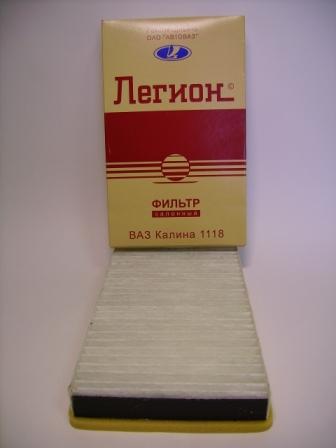 ОАО "АВТОВАЗ"
Легион©
ФИЛЬТР
салонный
ВАЗ Калина 1118